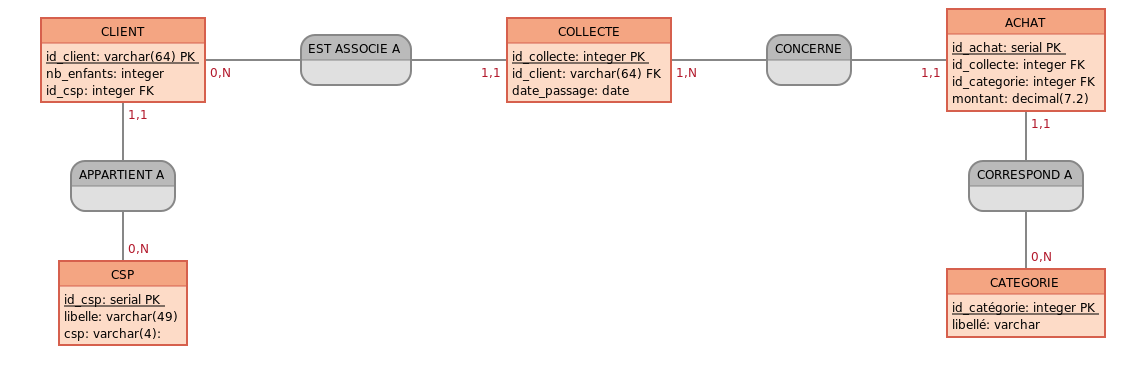 CLIENT
id_client: varchar(64) PK
nb_enfants: integer
id_csp: integer FK
0,N
1,1
EST ASSOCIE A
1,1
COLLECTE
id_collecte: integer PK
id_client: varchar(64) FK
date_passage: date
1,N
CONCERNE
1,1
ACHAT
id_achat: serial PK
id_collecte: integer FK
id_categorie: integer FK
montant: decimal(7.2)
1,1
APPARTIENT A
CORRESPOND A
0,N
0,N
CSP
id_csp: serial PK
libelle: varchar(49)
csp: varchar(4):
CATEGORIE
id_catégorie: integer PK
libellé: varchar